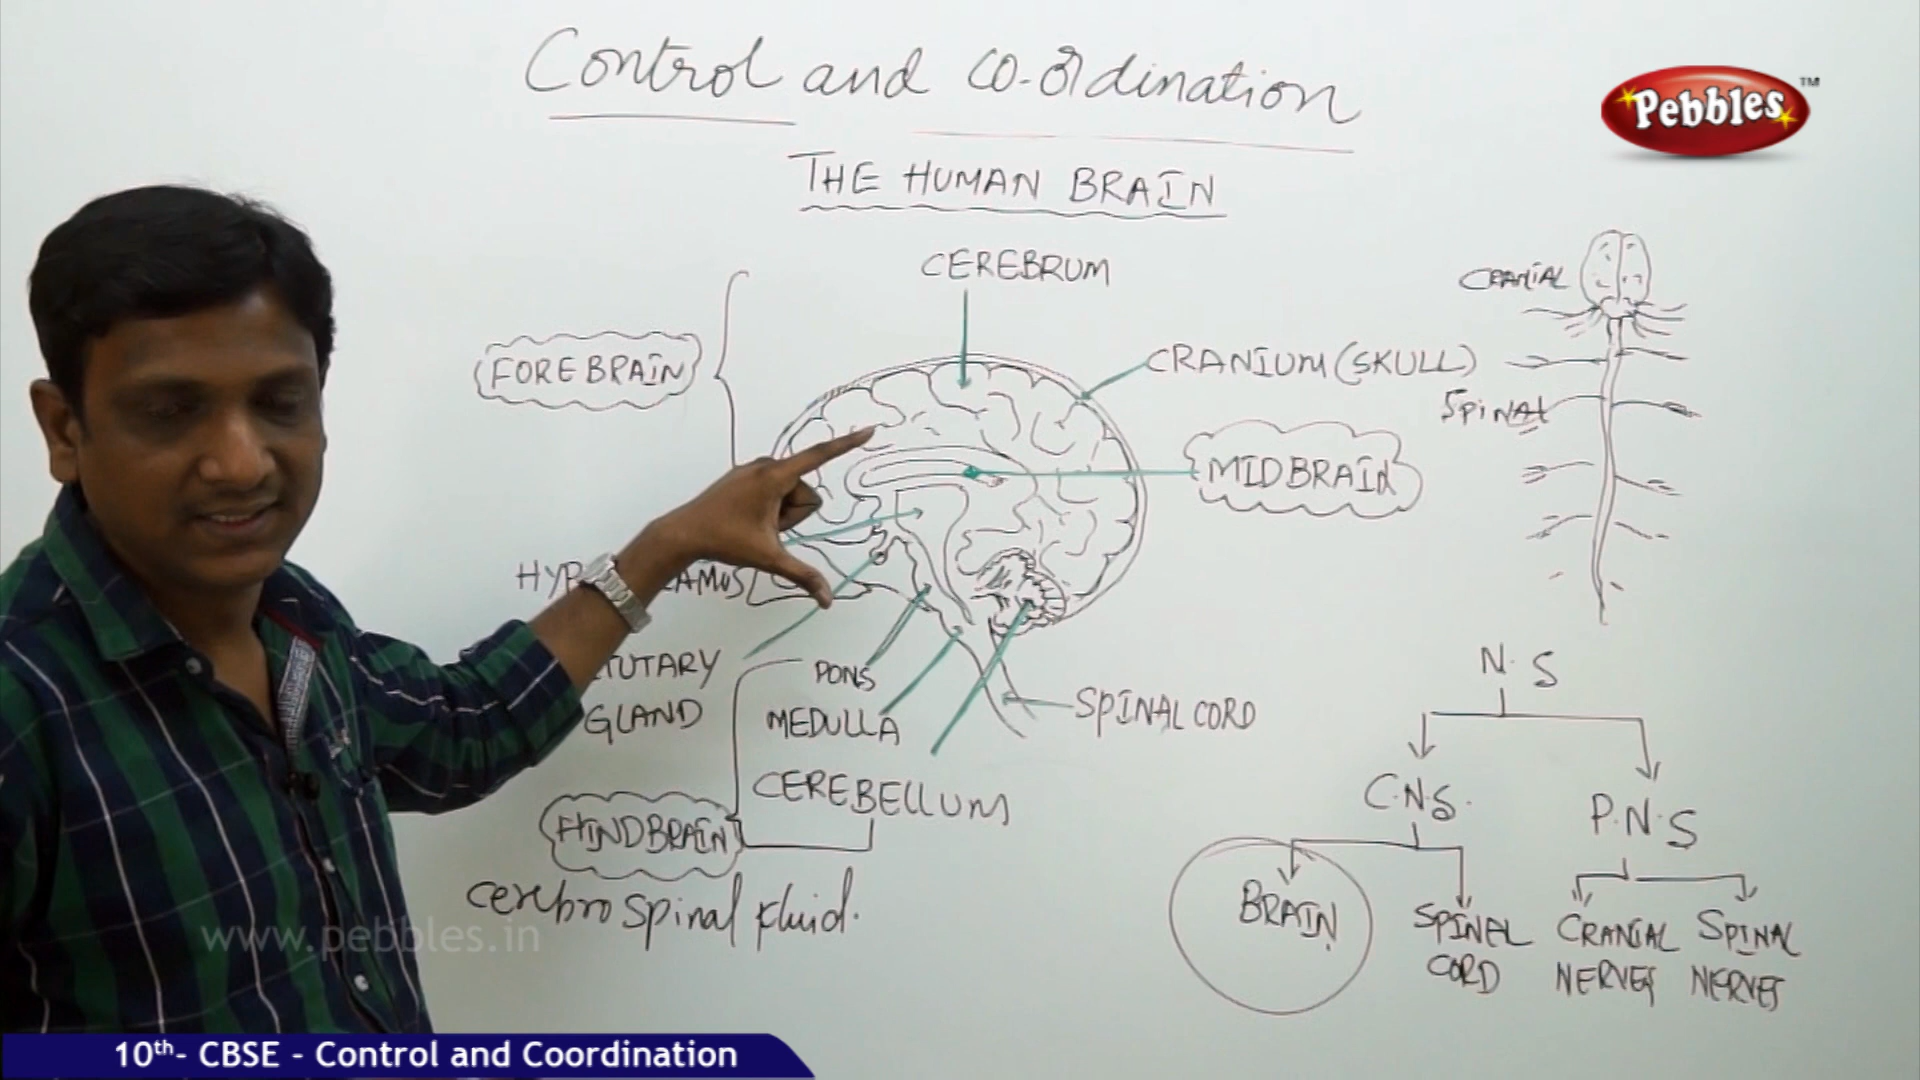 Control and co-ordination
Pebbles™
THE HUMAN BRAIN
CEREBRUM
CRANIAL
FOREBRAIN
CRANIUM (SKULL)
SPINAL
MIDBRAIN
GLAND
PONS
MEDULLA
SPINAL CORD
CEREBELLUM
HINDBRAIN
cerebro spinal fluid.
N.S
C.N.S.
P.N.S
BRAIN
SPINEL
CORD
CRANIAL
NERVES
SPINAL
NERVES
www.pebbles.in
10th- CBSE - Control and Coordination